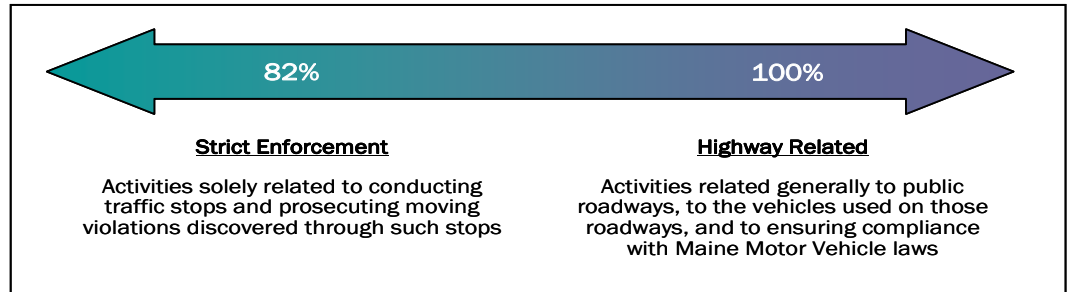 82%
100%
Strict Enforcement
Activities solely related to conducting
traffic stops and prosecuting moving
violations discovered through such stops
Highway Related
Activities related generally to public
roadways, to the vehicles used on those
roadways, and to ensuring compliance
with Maine Motor Vehicle laws